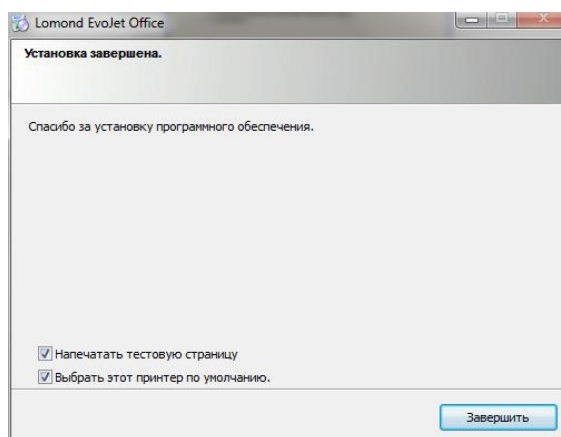 Lomond EvoJet Office
Установка завершена.
Спасибо за установку программного обеспечения.
Напечатать тестовую страницу
Выбрать этот принтер по умолчанию.
Завершить